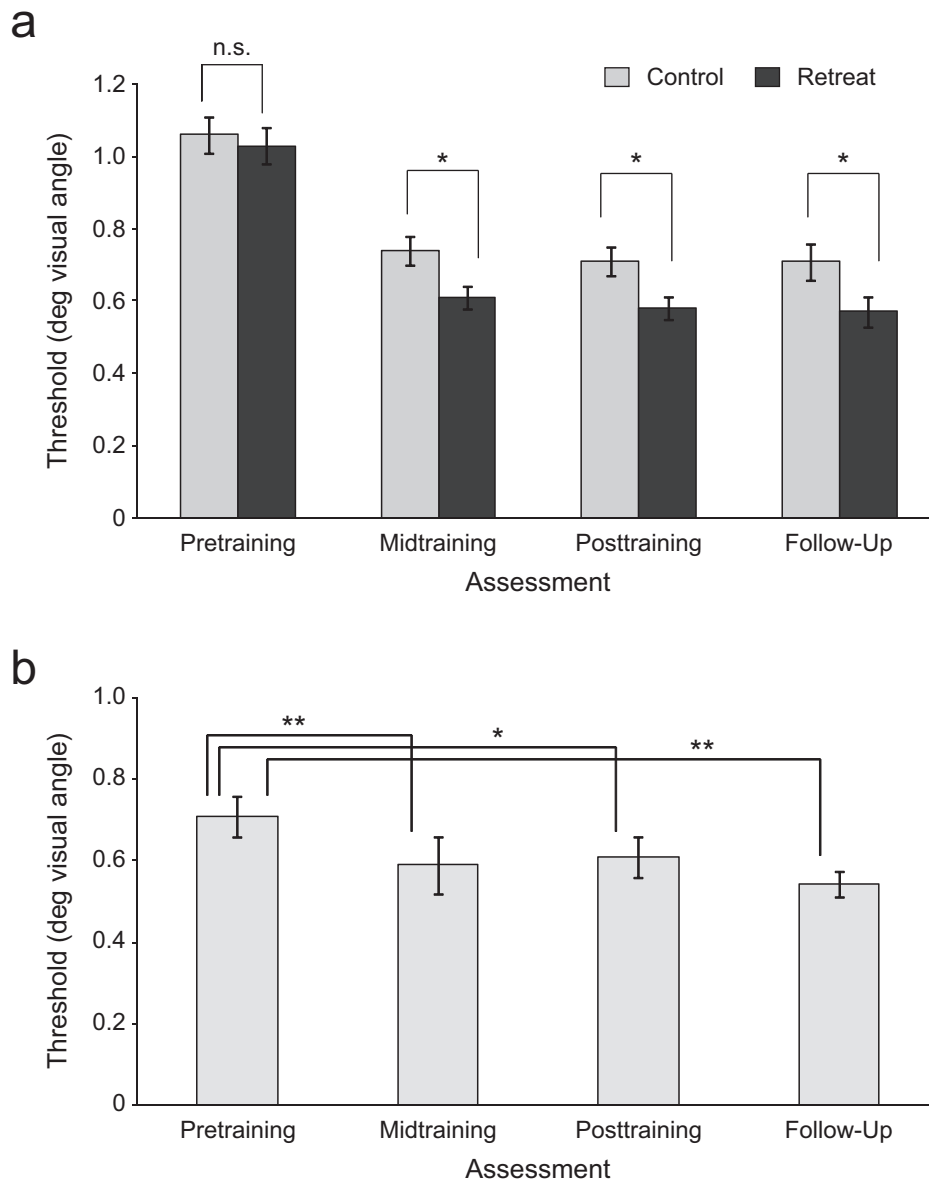 a
n.s.
Control Retreat
1.2
1.0
0.8
0.6
0.4
0.2
0
* * *
Threshold (deg visual angle)
Pretraining Midtraining Posttraining Follow-Up
Assessment
b
1.0
0.8
0.6
0.4
0.2
0
**
*
**
Threshold (deg visual angle)
Pretraining Midtraining Posttraining Follow-Up
Assessment